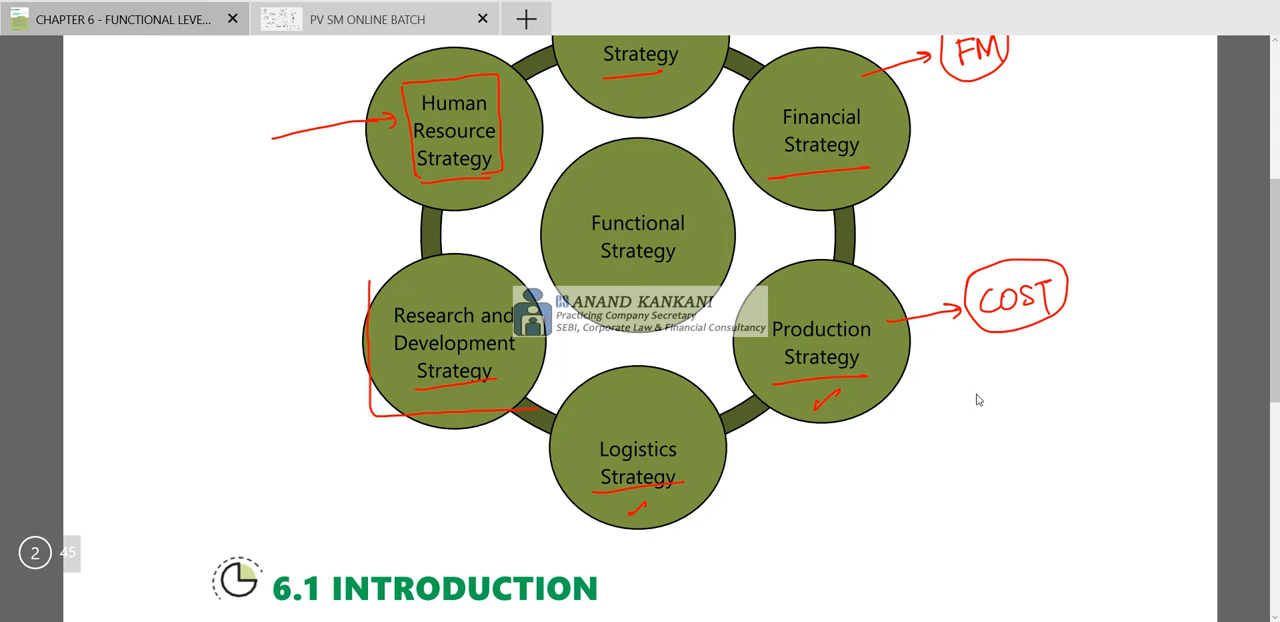 CHAPTER 6 - FUNCTIONAL LEVE...
PV SM ONLINE BATCH
Strategy
FM
Human
Resource
Strategy
Financial
Strategy
Functional
Strategy
Research and
Development
Strategy
CS ANAND KANKANI
Practicing Company Secretary
SEBI, Corporate Law & Financial Consultancy
Production
Strategy
COST
Logistics
Strategy
2 45
6.1 INTRODUCTION